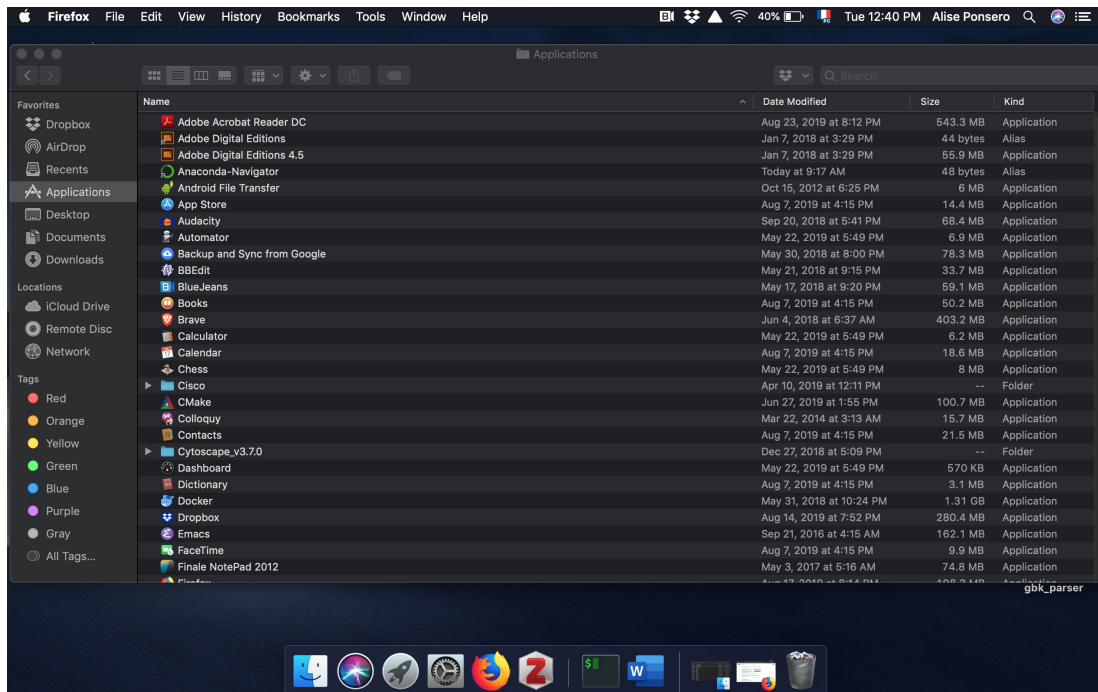 Firefox File Edit View History Bookmarks Tools Window Help 40% Tue 12:40 PM Alise Ponsero
Applications
Search
Favorites
Dropbox
AirDrop
Recents
Applications
Desktop
Documents
Downloads
Locations
iCloud Drive
Remote Disc
Network
Tags
Red
Orange
Yellow
Green
Blue
Purple
Gray
All Tags...
Name Date Modified Size Kind
Adobe Acrobat Reader DC Aug 23, 2019 at 8:12 PM 543.3 MB Application
Adobe Digital Editions Jan 7, 2018 at 3:29 PM 44 bytes Alias
Adobe Digital Editions 4.5 Jan 7, 2018 at 3:29 PM 55.9 MB Application
Anaconda-Navigator Today at 9:17 AM 48 bytes Alias
Android File Transfer Oct 15, 2012 at 6:25 PM 6 MB Application
App Store Aug 7, 2019 at 4:15 PM 14.4 MB Application
Audacity Sep 20, 2018 at 5:41 PM 68.4 MB Application
Automator May 22, 2019 at 5:49 PM 6.9 MB Application
Backup and Sync from Google May 30, 2018 at 8:00 PM 78.3 MB Application
BBEdit May 21, 2018 at 9:15 PM 33.7 MB Application
BlueJeans May 17, 2018 at 9:20 PM 59.1 MB Application
Books Aug 7, 2019 at 4:15 PM 50.2 MB Application
Brave Jun 4, 2018 at 6:37 AM 403.2 MB Application
Calculator May 22, 2019 at 5:49 PM 6.2 MB Application
Calendar Aug 7, 2019 at 4:15 PM 18.6 MB Application
Chess May 22, 2019 at 5:49 PM 8 MB Application
Cisco Apr 10, 2019 at 12:11 PM -- Folder
CMake Jun 27, 2019 at 1:55 PM 100.7 MB Application
Colloquy Mar 22, 2014 at 3:13 AM 15.7 MB Application
Contacts Aug 7, 2019 at 4:15 PM 21.5 MB Application
Cytoscape_v3.7.0 Dec 27, 2018 at 5:09 PM -- Folder
Dashboard May 22, 2019 at 5:49 PM 570 KB Application
Dictionary Aug 7, 2019 at 4:15 PM 3.1 MB Application
Docker May 31, 2018 at 10:24 PM 1.31 GB Application
Dropbox Aug 14, 2019 at 7:52 PM 280.4 MB Application
Emacs Sep 21, 2016 at 4:15 AM 162.1 MB Application
FaceTime Aug 7, 2019 at 4:15 PM 9.9 MB Application
Finale NotePad 2012 May 3, 2017 at 5:16 AM 74.8 MB Application
gbk_parser
Z
$
W